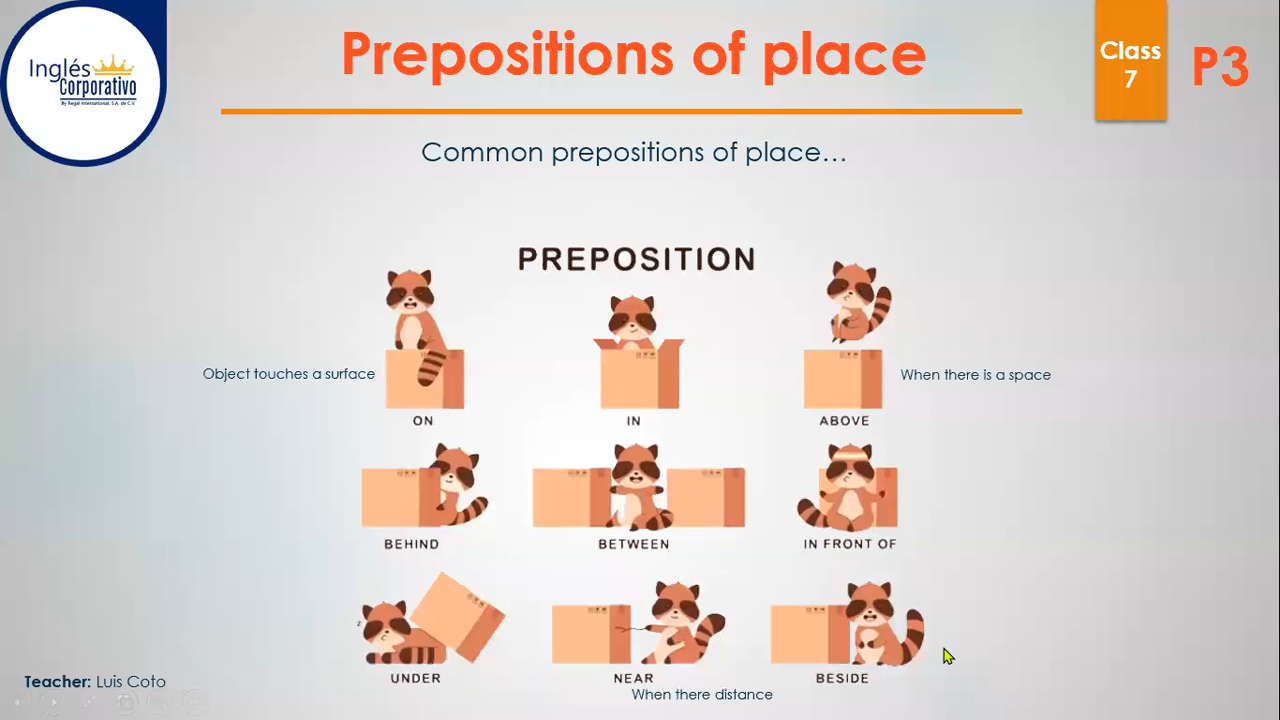 Inglés
Corporativo
By Regal International, S.A. de C.V.
Prepositions of place
Class
7
P3
Common prepositions of place...
PREPOSITION
Object touches a surface
When there is a space
ON
IN
ABOVE
BEHIND
BETWEEN
IN FRONT OF
z
UNDER
NEAR
BESIDE
When there distance
Teacher: Luis Coto